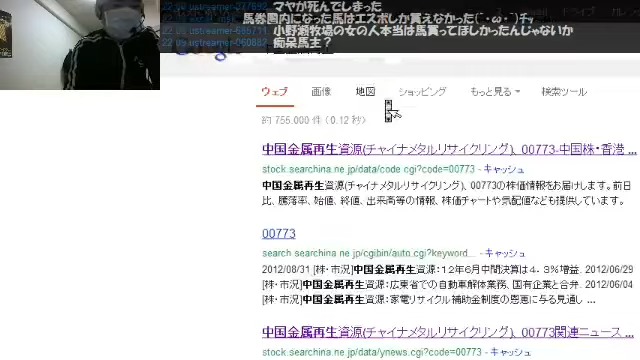 マヤが死んでしまった
馬券圏内になった馬はエスポしか買えなかった(´･ω･`)ﾁｯ
小野瀬牧場の女の人本当は馬買ってほしかったんじゃないか
痴呆馬主？
ウェブ 画像 地図 ショッピング もっと見る 検索ツール
約 755,000 件 (0.12 秒)
中国金属再生資源(チャイナメタルリサイクリング)、00773-中国株・香港 ...
stock.searchina.ne.jp/data/code.cgi?code=00773 - キャッシュ
中国金属再生資源(チャイナメタルリサイクリング)、00773の株価情報をお届けします。前日
比、騰落率、始値、終値、出来高等の情報、株価チャートや気配値なども提供しています。
00773
search.searchina.ne.jp/cgibin/auto.cgi?keyword... - キャッシュ
2012/08/31 [株・市況]中国金属再生資源：１２年６月中間決算は４．３％増益. 2012/06/29
[株・市況]中国金属再生資源：広東省での自動車解体業務、国有企業と合弁. 2012/06/04
[株・市況]中国金属再生資源：家電リサイクル補助金制度の恩恵に与る見通し ...
中国金属再生資源(チャイナメタルリサイクリング)、00773関連ニュース ...
stock.searchina.ne.jp/data/ynews.cgi?code=00773 - キャッシュ